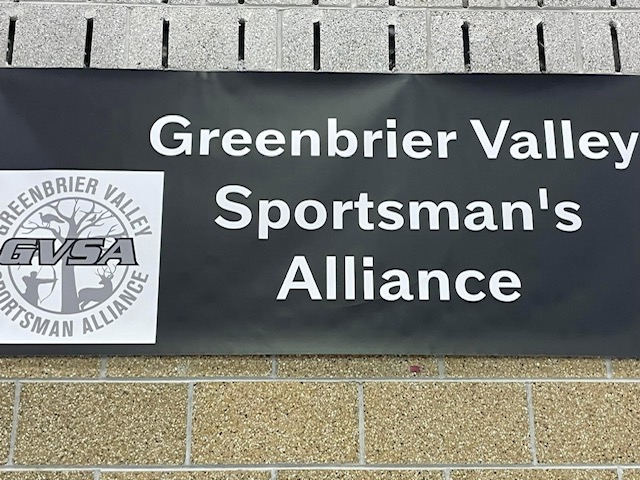 Greenbrier Valley
Sportsman's
Alliance
GREENBRIER VALLEY
GVSA
SPORTSMAN ALLIANCE